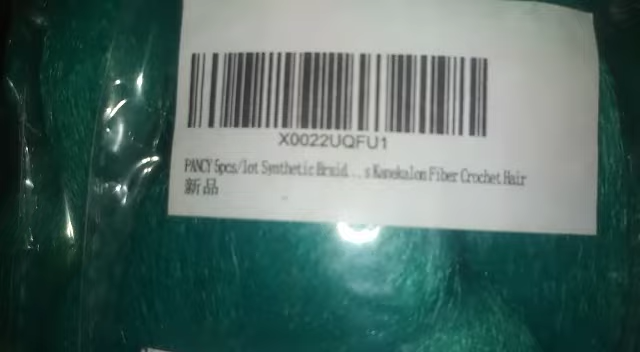 X0022UQFU1
PANCY 5pcs/lot Synthetic Braid...s Kanekalon Fiber Crochet Hair
新品